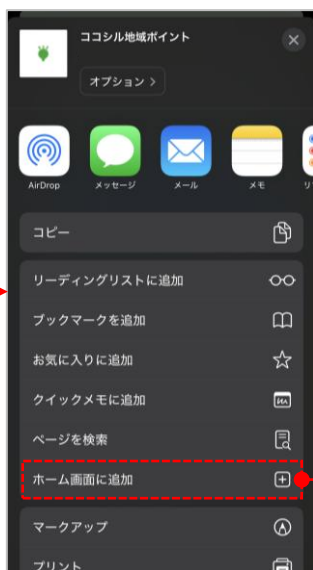 ココシル地域ポイント
オプション >
AirDrop
メッセージ
メール
メモ
コピー
リーディングリストに追加
ブックマークを追加
お気に入りに追加
クイックメモに追加
ページを検索
ホーム画面に追加
マークアップ
プリント